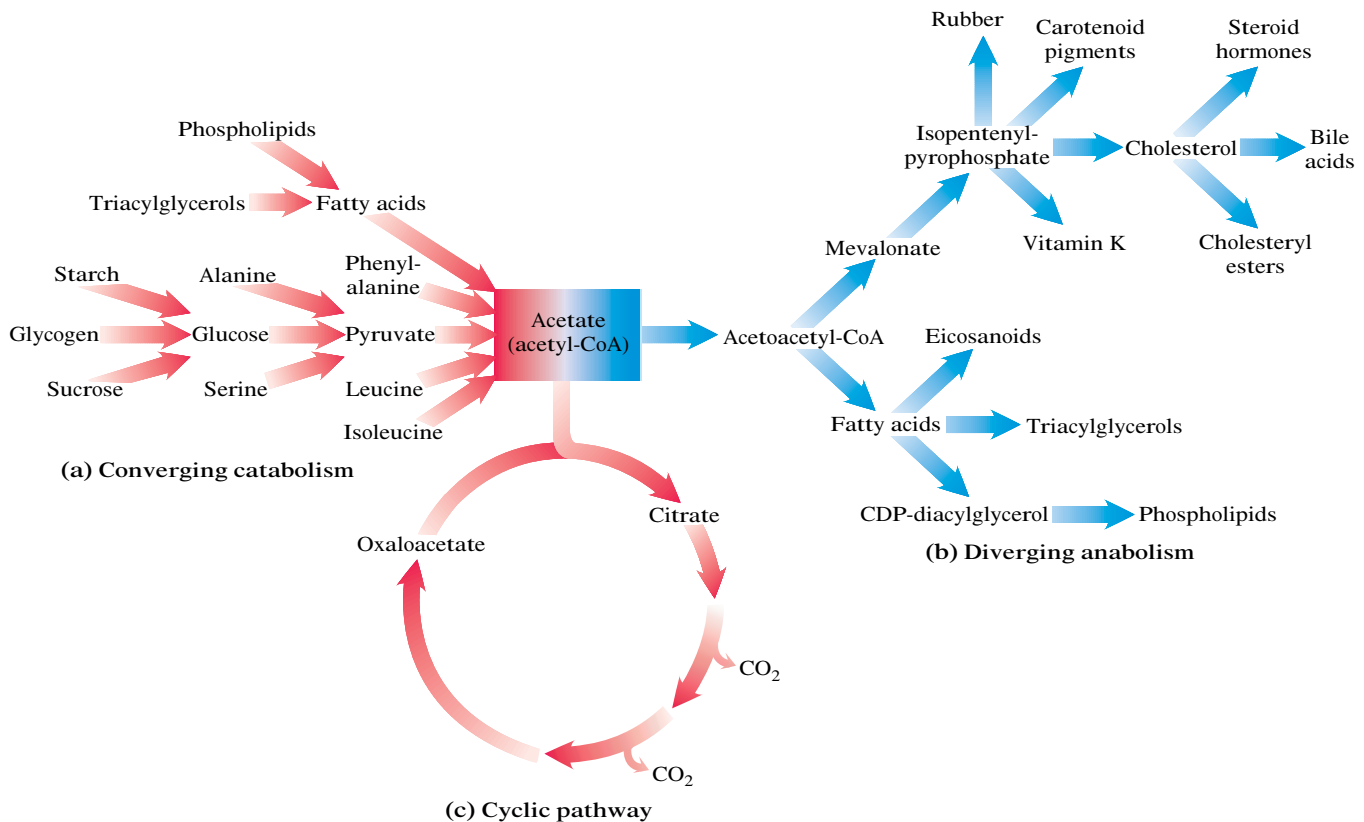 Rubber
Carotenoid
pigments
Steroid
hormones
Phospholipids
Isopentenyl-
pyrophosphate
Cholesterol
Bile
acids
Triacylglycerols
Fatty acids
Mevalonate
Vitamin K
Cholesteryl
esters
Starch
Alanine
Phenyl-
alanine
Glycogen
Glucose
Pyruvate
Acetate
(acetyl-CoA)
Acetoacetyl-CoA
Eicosanoids
Sucrose
Serine
Leucine
Isoleucine
Fatty acids
Triacylglycerols
(a) Converging catabolism
CDP-diacylglycerol
Phospholipids
(b) Diverging anabolism
Citrate
Oxaloacetate
CO₂
CO₂
(c) Cyclic pathway